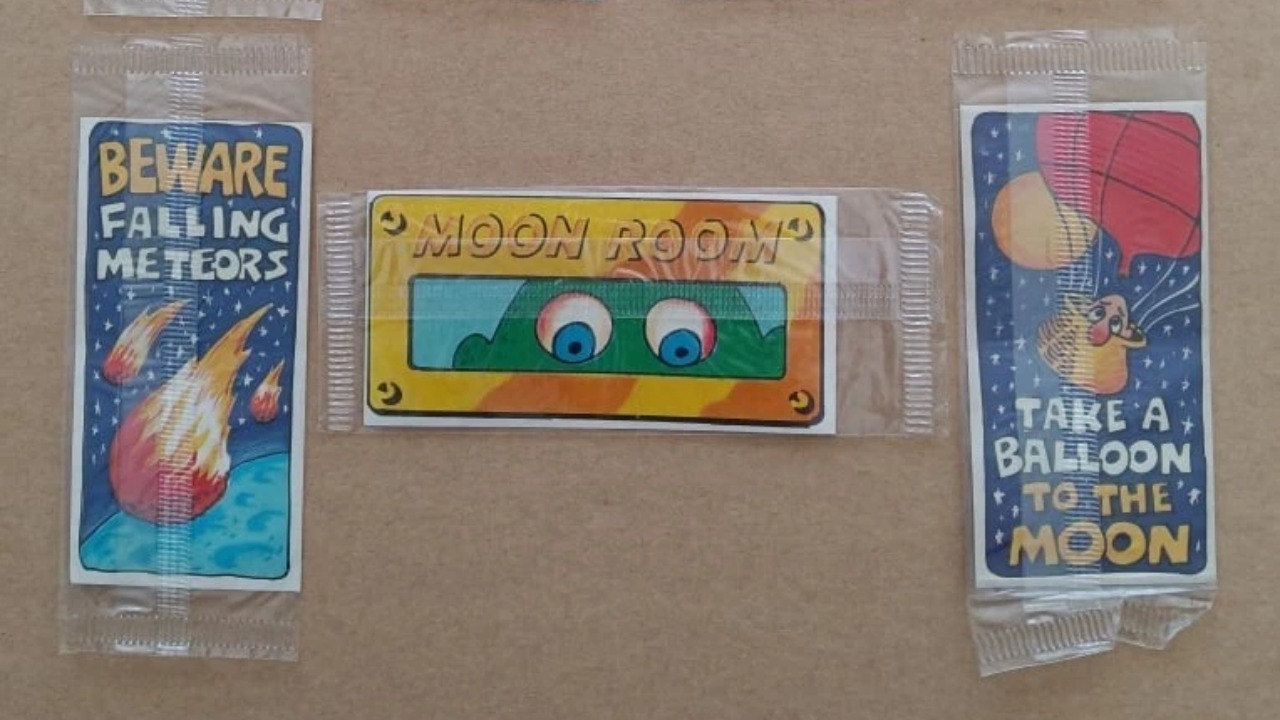 BEWARE
FALLING
METEORS
MOON ROOM
TAKE A
BALLOON
TO THE
MOON